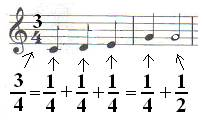 3
4
3/4 = 1/4 + 1/4 + 1/4 = 1/4 + 1/2